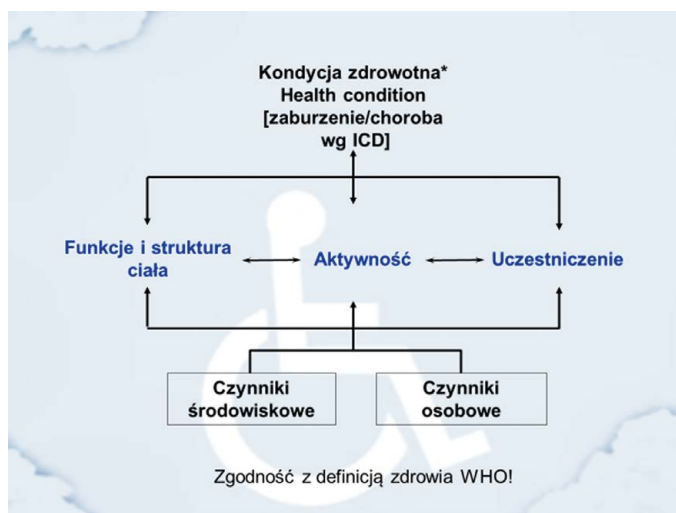 Kondycja zdrowotna*
Health condition
[zaburzenie/choroba
wg ICD]
Funkcje i struktura
ciała
Aktywność
Uczestniczenie
Czynniki
środowiskowe
Czynniki
osobowe
Zgodność z definicją zdrowia WHO!